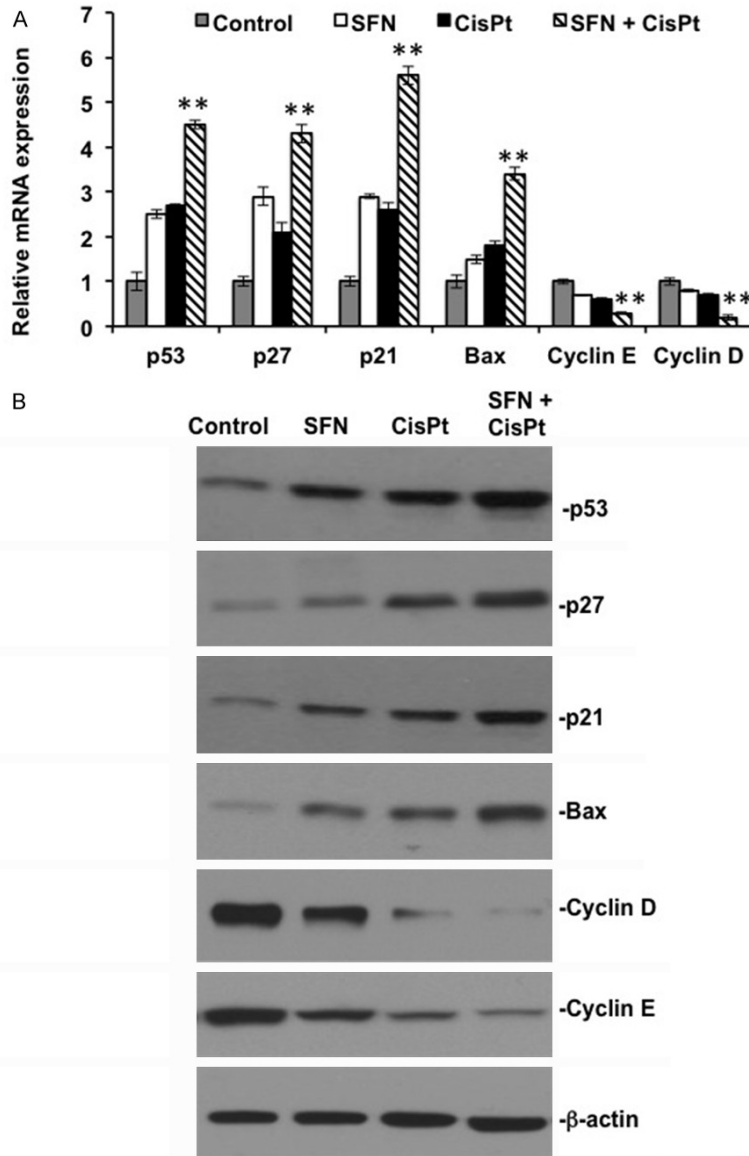 A
Relative mRNA expression
7
6
5
4
3
2
1
0
Control SFN CisPt SFN + CisPt
** ** ** ** ** **
p53 p27 p21 Bax Cyclin E Cyclin D
B
Control SFN CisPt SFN +
CisPt
-p53
-p27
-p21
-Bax
-Cyclin D
-Cyclin E
-β-actin